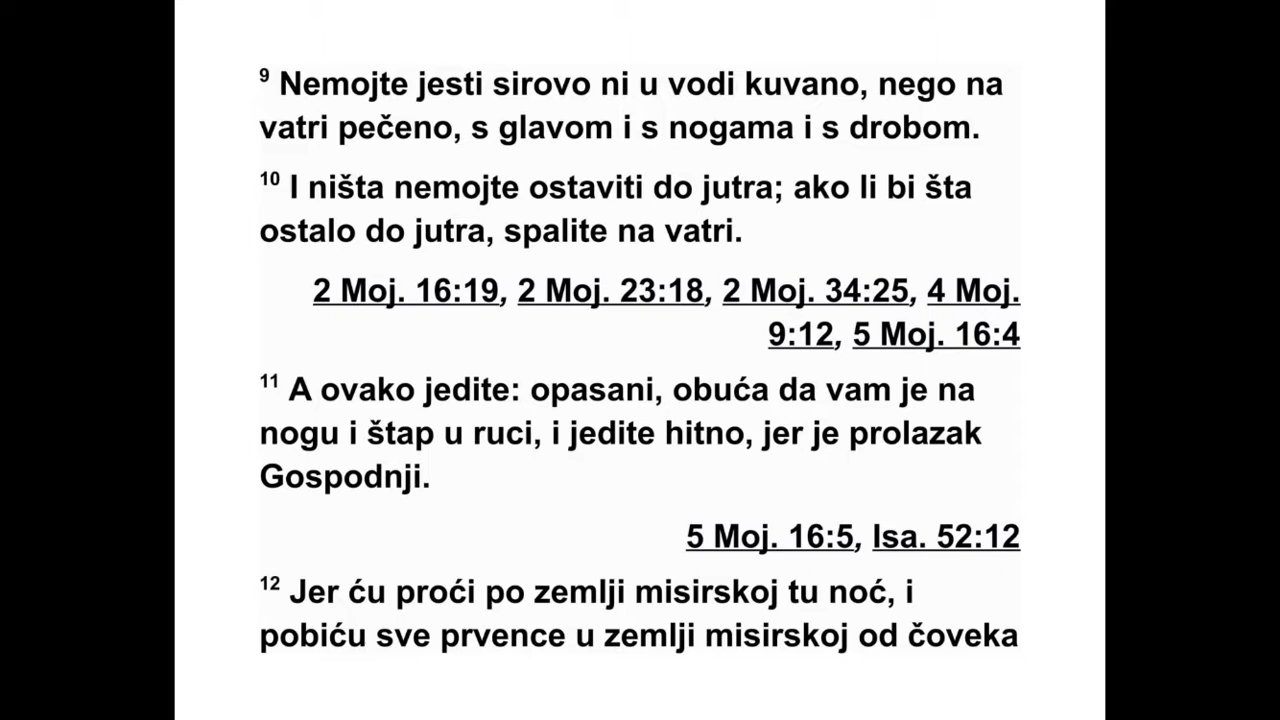 9 Nemojte jesti sirovo ni u vodi kuvano, nego na
vatri pečeno, s glavom i s nogama i s drobom.
10 I ništa nemojte ostaviti do jutra; ako li bi šta
ostalo do jutra, spalite na vatri.
2 Moj. 16:19, 2 Moj. 23:18, 2 Moj. 34:25, 4 Moj.
9:12, 5 Moj. 16:4
11 A ovako jedite: opasani, obuća da vam je na
nogu i štap u ruci, i jedite hitno, jer je prolazak
Gospodnji.
5 Moj. 16:5, Isa. 52:12
12 Jer ću proći po zemlji misirskoj tu noć, i
pobiću sve prvence u zemlji misirskoj od čoveka